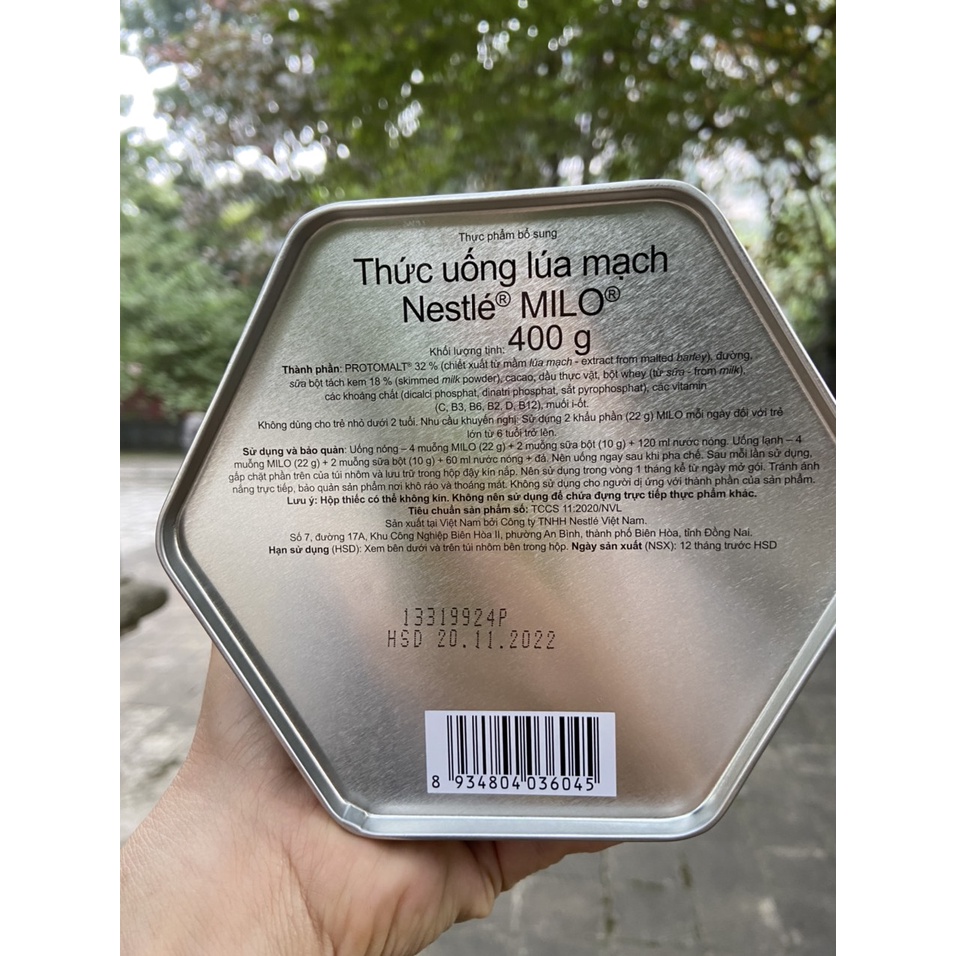 Thực phẩm bổ sung
Thức uống lúa mạch
Nestlé® MILO®
Khối lượng tịnh: 400 g
Thành phần: PROTOMALT® 32 % (chiết xuất từ mầm lúa mạch - extract from malted barley), đường,
sữa bột tách kem 18 % (skimmed milk powder), cacao, dầu thực vật, bột whey (từ sữa - from milk),
các khoáng chất (dicalci phosphat, dinatri phosphat, sắt pyrophosphat), các vitamin
(C, B3, B6, B2, D, B12), muối i-ốt.
Không dùng cho trẻ nhỏ dưới 2 tuổi. Nhu cầu khuyến nghị: Sử dụng 2 khẩu phần (22 g) MILO mỗi ngày đối với trẻ
lớn từ 6 tuổi trở lên.
Sử dụng và bảo quản: Uống nóng – 4 muỗng MILO (22 g) + 2 muỗng sữa bột (10 g) + 120 ml nước nóng. Uống lạnh – 4
muỗng MILO (22 g) + 2 muỗng sữa bột (10 g) + 60 ml nước nóng + đá. Nên uống ngay sau khi pha chế. Sau mỗi lần sử dụng,
gấp chặt phần trên của túi nhôm và lưu trữ trong hộp đậy kín nắp. Nên sử dụng trong vòng 1 tháng kể từ ngày mở gói. Tránh ánh
nắng trực tiếp, bảo quản sản phẩm nơi khô ráo và thoáng mát. Không sử dụng cho người dị ứng với thành phần của sản phẩm.
Lưu ý: Hộp thiếc có thể không kín. Không nên sử dụng để chứa đựng trực tiếp thực phẩm khác.
Tiêu chuẩn sản phẩm số: TCCS 11:2020/NVL
Sản xuất tại Việt Nam bởi Công ty TNHH Nestlé Việt Nam.
Số 7, đường 17A, Khu Công Nghiệp Biên Hòa II, phường An Bình, thành phố Biên Hòa, tỉnh Đồng Nai.
Hạn sử dụng (HSD): Xem bên dưới và trên túi nhôm bên trong hộp. Ngày sản xuất (NSX): 12 tháng trước HSD
13319924P
HSD 20.11.2022
8 934804 036045